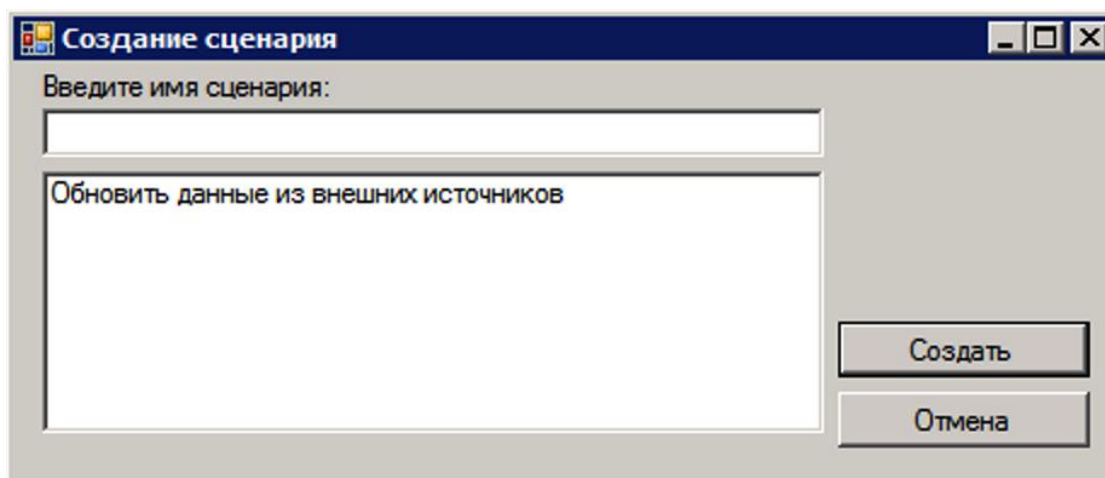 Создание сценария
Введите имя сценария:
Обновить данные из внешних источников
Создать
Отмена